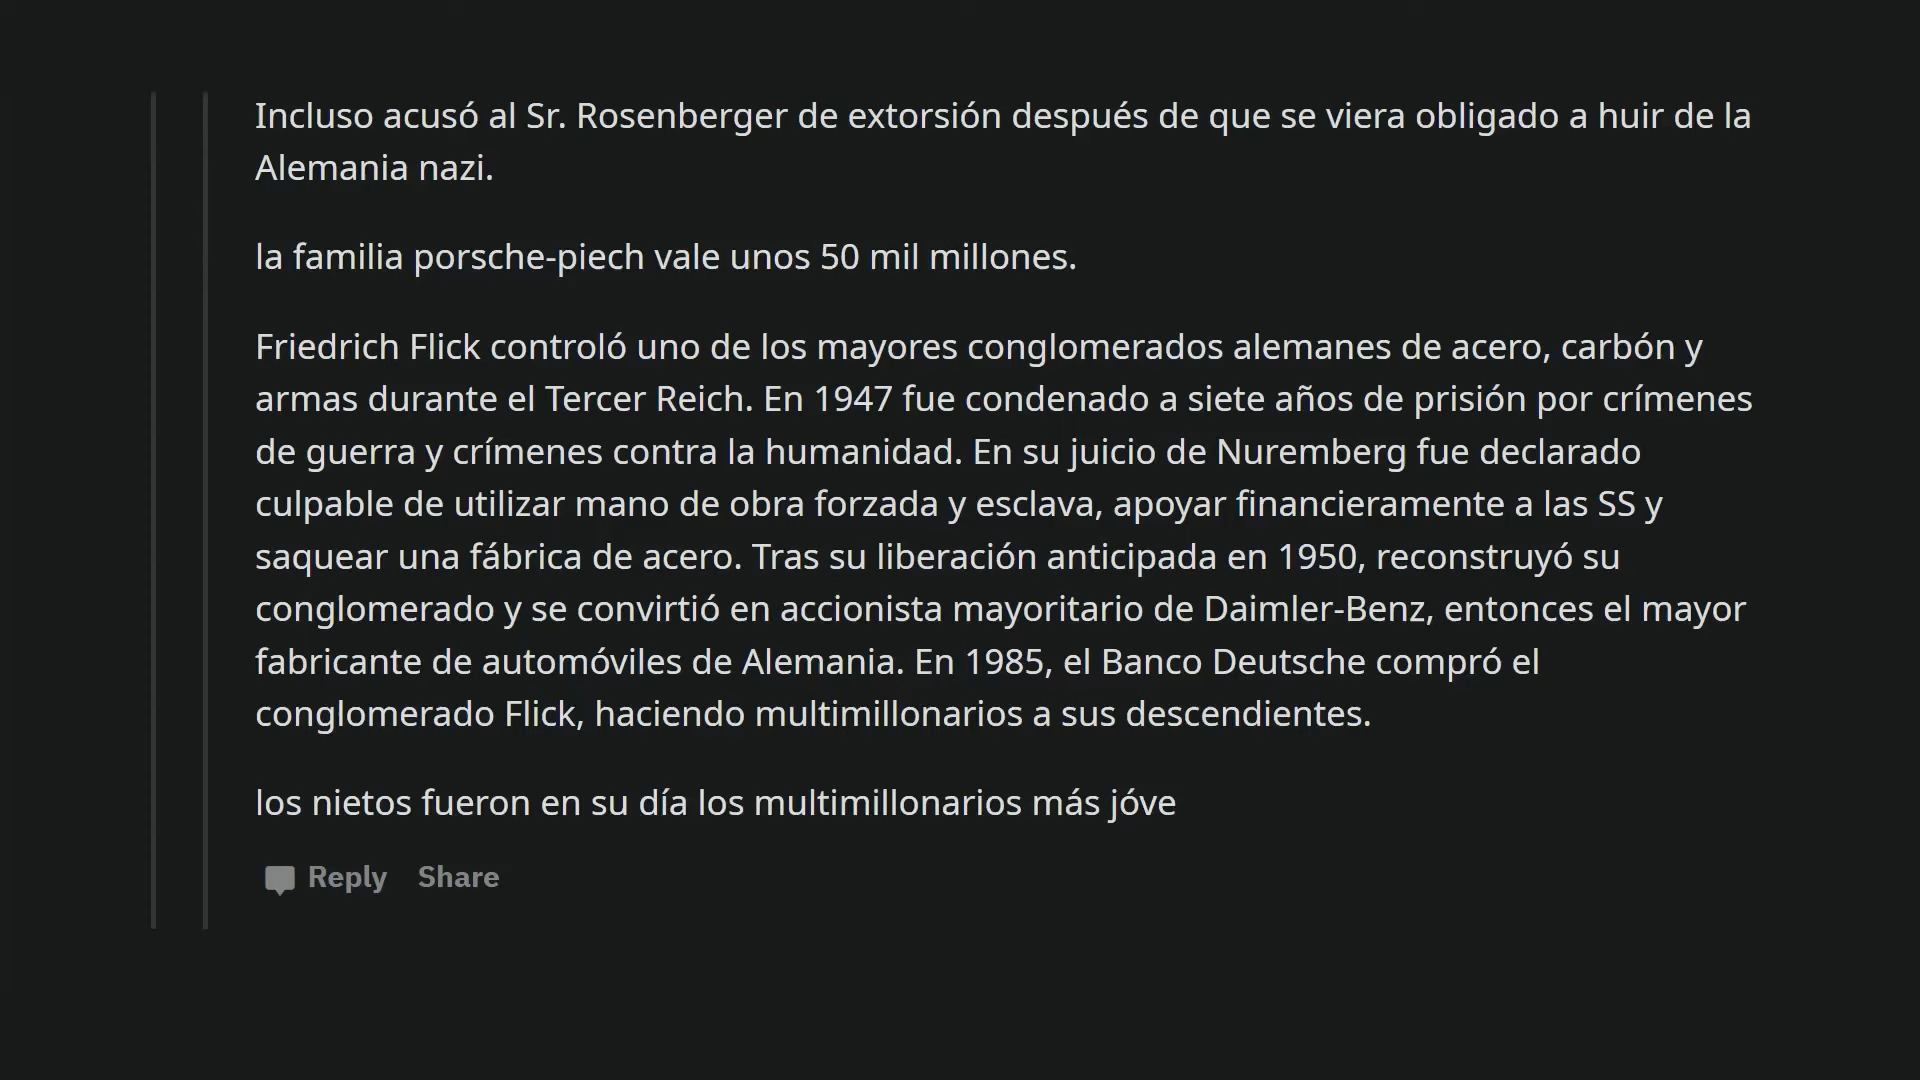 Incluso acusó al Sr. Rosenberger de extorsión después de que se viera obligado a huir de la
Alemania nazi.
la familia porsche-piech vale unos 50 mil millones.
Friedrich Flick controló uno de los mayores conglomerados alemanes de acero, carbón y
armas durante el Tercer Reich. En 1947 fue condenado a siete años de prisión por crímenes
de guerra y crímenes contra la humanidad. En su juicio de Nuremberg fue declarado
culpable de utilizar mano de obra forzada y esclava, apoyar financieramente a las SS y
saquear una fábrica de acero. Tras su liberación anticipada en 1950, reconstruyó su
conglomerado y se convirtió en accionista mayoritario de Daimler-Benz, entonces el mayor
fabricante de automóviles de Alemania. En 1985, el Banco Deutsche compró el
conglomerado Flick, haciendo multimillonarios a sus descendientes.
los nietos fueron en su día los multimillonarios más jóve
Reply Share